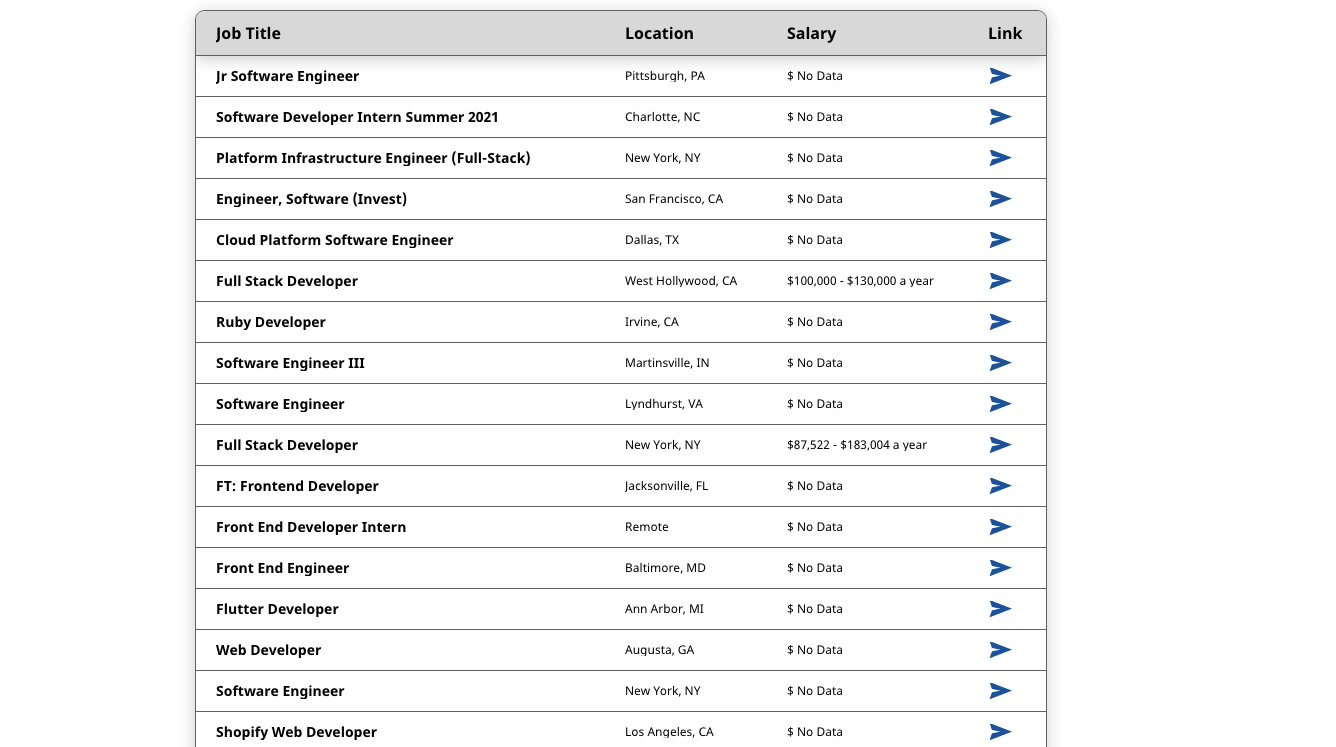 Job Title Location Salary Link
Jr Software Engineer Pittsburgh, PA $ No Data
Software Developer Intern Summer 2021 Charlotte, NC $ No Data
Platform Infrastructure Engineer (Full-Stack) New York, NY $ No Data
Engineer, Software (Invest) San Francisco, CA $ No Data
Cloud Platform Software Engineer Dallas, TX $ No Data
Full Stack Developer West Hollywood, CA $100,000 - $130,000 a year
Ruby Developer Irvine, CA $ No Data
Software Engineer III Martinsville, IN $ No Data
Software Engineer Lyndhurst, VA $ No Data
Full Stack Developer New York, NY $87,522 - $183,004 a year
FT: Frontend Developer Jacksonville, FL $ No Data
Front End Developer Intern Remote $ No Data
Front End Engineer Baltimore, MD $ No Data
Flutter Developer Ann Arbor, MI $ No Data
Web Developer Augusta, GA $ No Data
Software Engineer New York, NY $ No Data
Shopify Web Developer Los Angeles, CA $ No Data